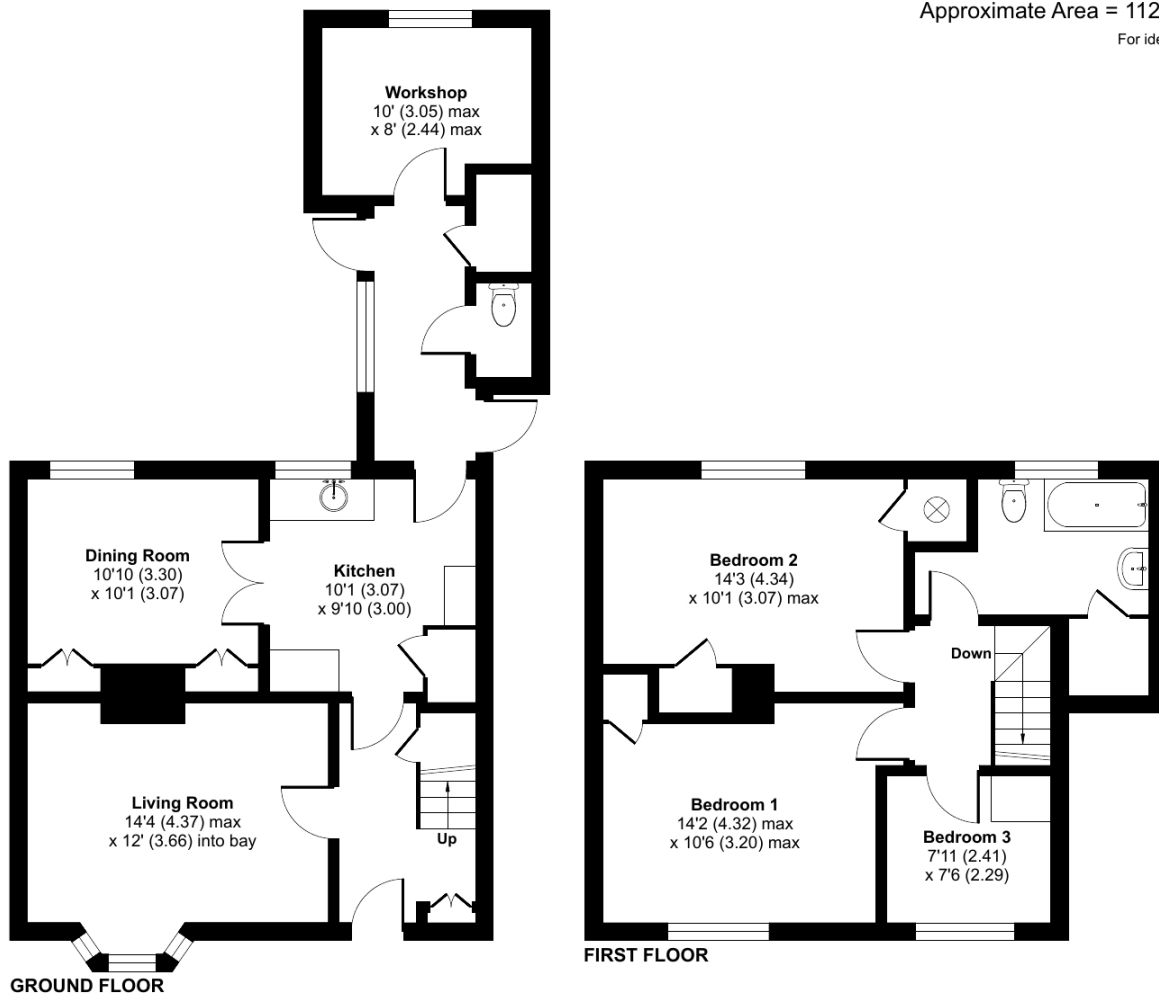 Approximate Area = 112
For ide
Workshop
10' (3.05) max
x 8' (2.44) max
Dining Room
10'10 (3.30)
x 10'1 (3.07)
Kitchen
10'1 (3.07)
x 9'10 (3.00)
Living Room
14'4 (4.37) max
x 12' (3.66) into bay
Up
GROUND FLOOR
Bedroom 2
14'3 (4.34)
x 10'1 (3.07) max
Down
Bedroom 1
14'2 (4.32) max
x 10'6 (3.20) max
Bedroom 3
7'11 (2.41)
x 7'6 (2.29)
FIRST FLOOR